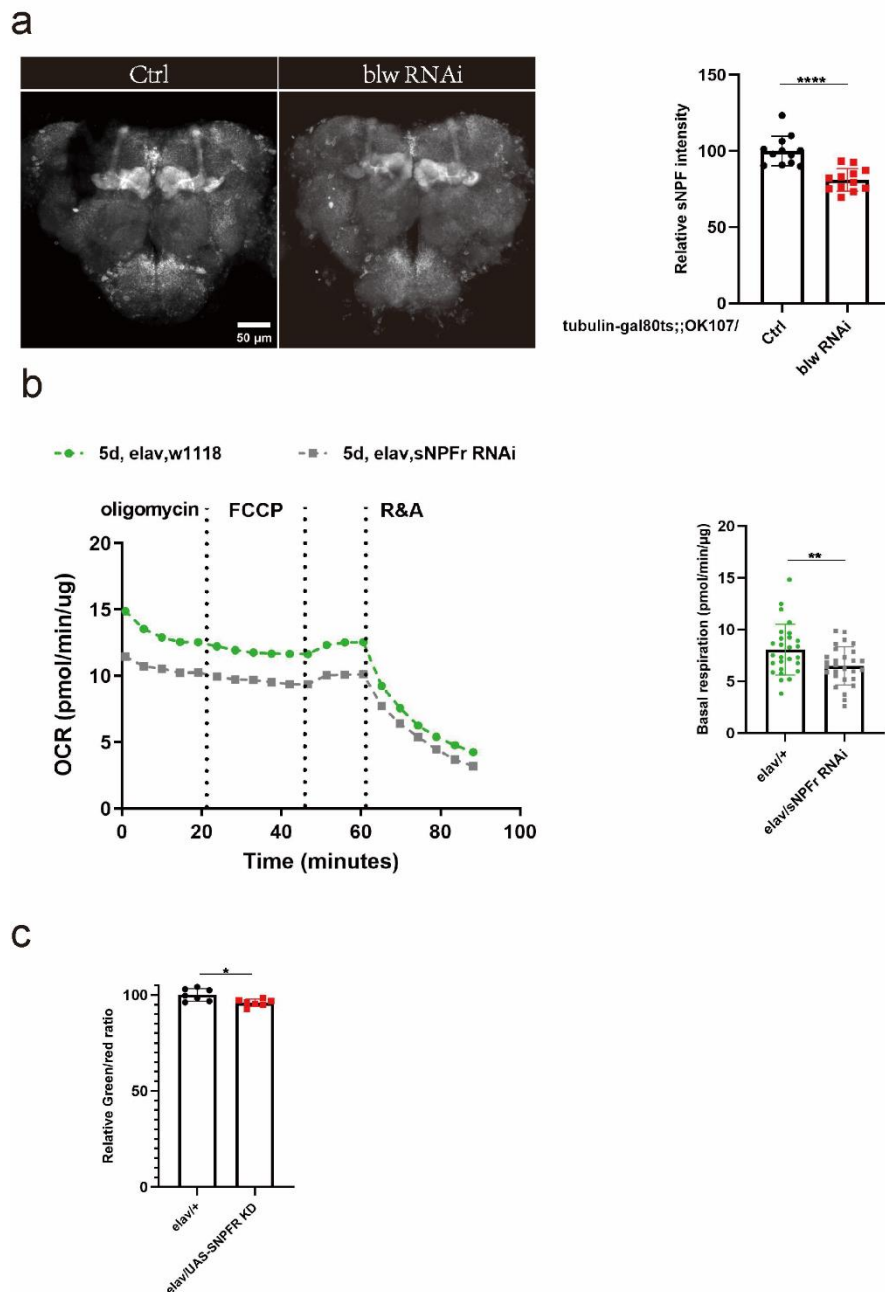 a
Ctrl
blw RNAi
50 µm
Relative sNPF intensity
150
100
50
0
****
tubulin-gal80ts;;OK107/
Ctrl
blw RNAi
b
5d, elav,w1118
5d, elav,sNPFr RNAi
oligomycin
FCCP
R&A
OCR (pmol/min/ug)
20
15
10
5
0
0
20
40
60
80
100
Time (minutes)
Basal respiration (pmol/min/µg)
20
15
10
5
0
**
elav/+
elav/sNPFr RNAi
c
Relative Green/red ratio
100
50
0
*
elav/+
elav/UAS-SNPFR KD